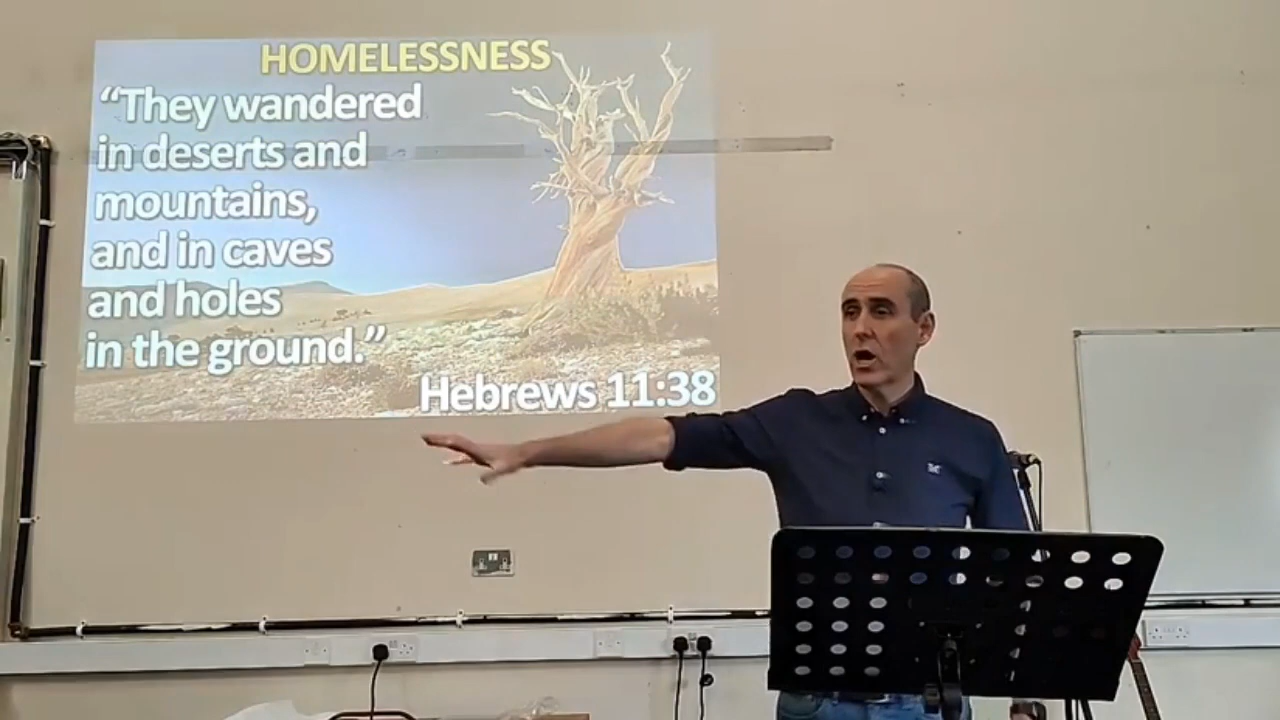 HOMELESSNESS
“They wandered
in deserts and
mountains,
and in caves
and holes
in the ground.”
Hebrews 11:38